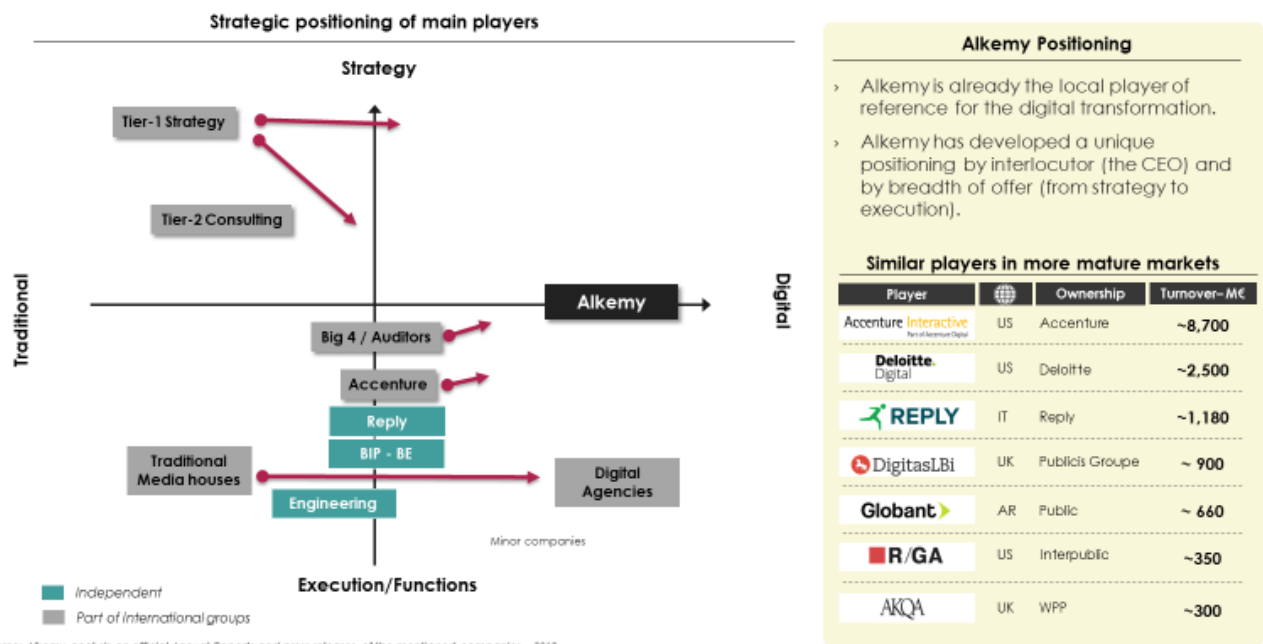 Strategic positioning of main players
Strategy
Tier-1 Strategy
Tier-2 Consulting
Traditional
Digital
Alkemy
Big 4 / Auditors
Accenture
Reply
BIP - BE
Traditional
Media houses
Digital
Agencies
Engineering
Minor companies
Execution/Functions
Independent
Part of International groups
Alkemy Positioning
› Alkemy is already the local player of
reference for the digital transformation.
› Alkemy has developed a unique
positioning by interlocutor (the CEO) and
by breadth of offer (from strategy to
execution).
Similar players in more mature markets
Player Ownership Turnover– M€
Accenture Interactive US Accenture ~8,700
Part of Accenture Digital
Deloitte.
Digital US Deloitte ~2,500
REPLY IT Reply ~1,180
DigitasLBi UK Publicis Groupe ~ 900
Globant AR Public ~ 660
R/GA US Interpublic ~350
AKQA UK WPP ~300